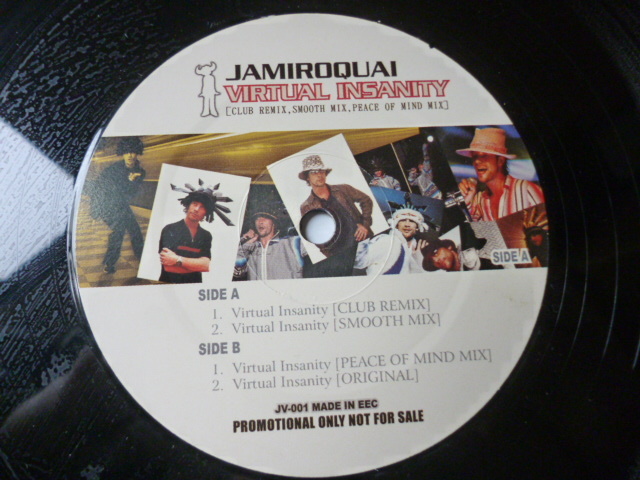 JAMIROQUAI
VIRTUAL INSANITY
[CLUB REMIX,SMOOTH MIX,PEACE OF MIND MIX]
SIDE A
SIDE A
1. Virtual Insanity [CLUB REMIX]
2. Virtual Insanity [SMOOTH MIX]
SIDE B
1. Virtual Insanity [PEACE OF MIND MIX]
2. Virtual Insanity [ORIGINAL]
JV-001 MADE IN EEC
PROMOTIONAL ONLY NOT FOR SALE